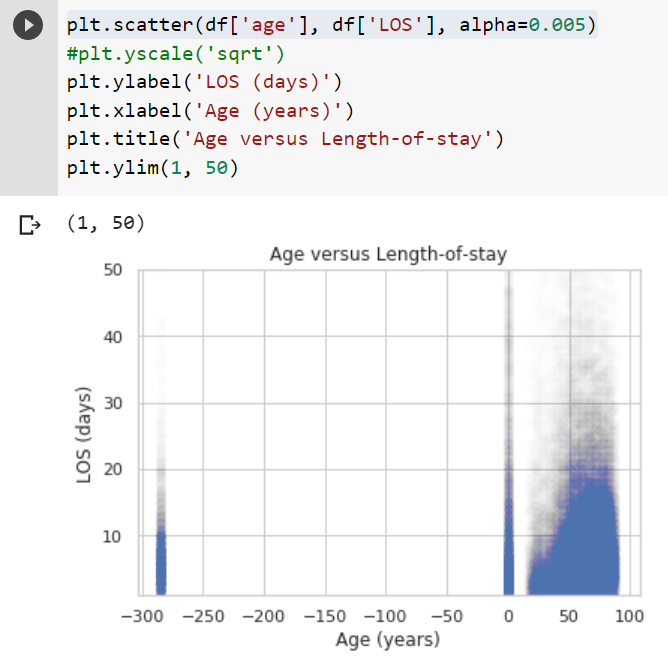 plt.scatter(df['age'], df['LOS'], alpha=0.005)
#plt.yscale('sqrt')
plt.ylabel('LOS (days)')
plt.xlabel('Age (years)')
plt.title('Age versus Length-of-stay')
plt.ylim(1, 50)
(1, 50)
Age versus Length-of-stay
50
40
30
20
10
LOS (days)
−300 −250 −200 −150 −100 −50 0 50 100
Age (years)